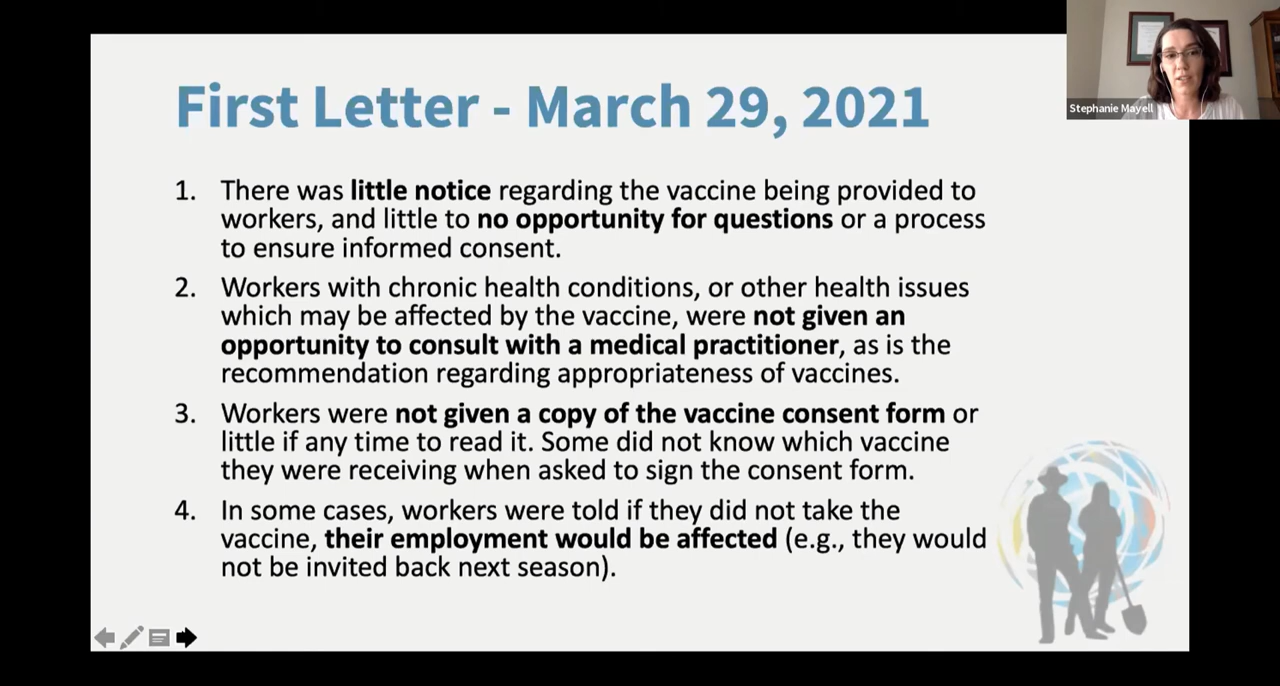 Stephanie Mayell
First Letter - March 29, 2021
1. There was little notice regarding the vaccine being provided to
workers, and little to no opportunity for questions or a process
to ensure informed consent.
2. Workers with chronic health conditions, or other health issues
which may be affected by the vaccine, were not given an
opportunity to consult with a medical practitioner, as is the
recommendation regarding appropriateness of vaccines.
3. Workers were not given a copy of the vaccine consent form or
little if any time to read it. Some did not know which vaccine
they were receiving when asked to sign the consent form.
4. In some cases, workers were told if they did not take the
vaccine, their employment would be affected (e.g., they would
not be invited back next season).